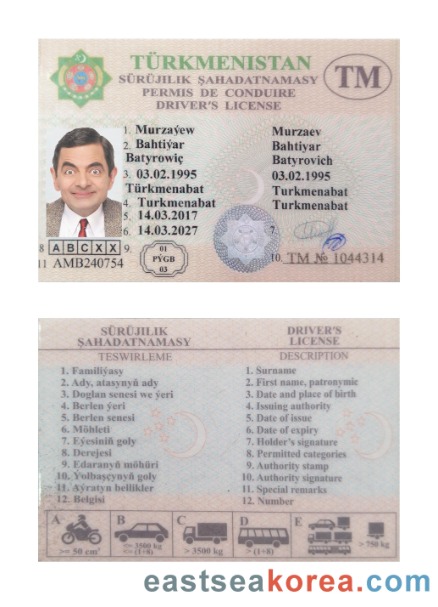 TÜRKMENISTAN
SÜRÜJILIK ŞAHADATNAMASY
PERMIS DE CONDUIRE
DRIVER'S LICENSE
TM
1. Murzaýew Murzaev
2. Bahtiýar Bahtiyar
Batyrowiç Batyrovich
3. 03.02.1995 03.02.1995
Türkmenabat Turkmenabat
4. Turkmenabat Turkmenabat
5. 14.03.2017
6. 14.03.2027 7.
8 A B C X X 9. 01
PÝGB
03
10. TM № 1044314
11 AMB240754
SÜRÜJILIK ŞAHADATNAMASY
TESWIRLEME
1. Familiýasy
2. Ady, atasynyň ady
3. Doglan senesi we ýeri
4. Berlen ýeri
5. Berlen senesi
6. Möhleti
7. Eýesiniň goly
8. Derejesi
9. Edaranyň möhüri
10. Ýolbaşçynyň goly
11. Aýratyn bellikler
12. Belgisi
DRIVER'S LICENSE
DESCRIPTION
1. Surname
2. First name, patronymic
3. Date and place of birth
4. Issuing authority
5. Date of issue
6. Date of expiry
7. Holder's signature
8. Permitted categories
9. Authority stamp
10. Authority signature
11. Special remarks
12. Number
A B C D E
>= 50 cm³ <= 3500 kg > 3500 kg > (1+8) > 750 kg
<= (1+8)
eastseakorea.com